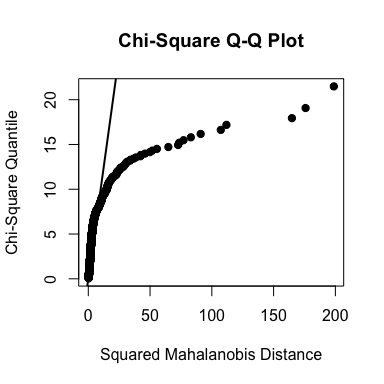 Chi-Square Q-Q Plot
Chi-Square Quantile
20
15
10
5
0
0 50 100 150 200
Squared Mahalanobis Distance